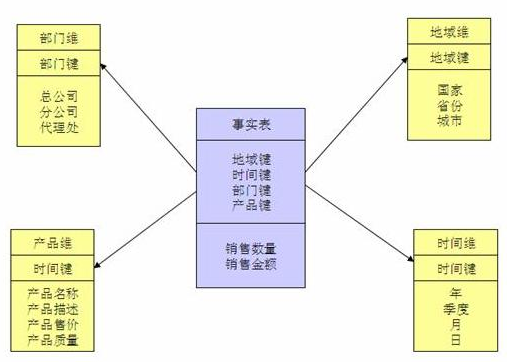 部门维
部门键
总公司
分公司
代理处
地域维
地域键
国家
省份
城市
事实表
地域键
时间键
部门键
产品键
销售数量
销售金额
产品维
时间键
产品名称
产品描述
产品售价
产品质量
时间维
时间键
年
季度
月
日